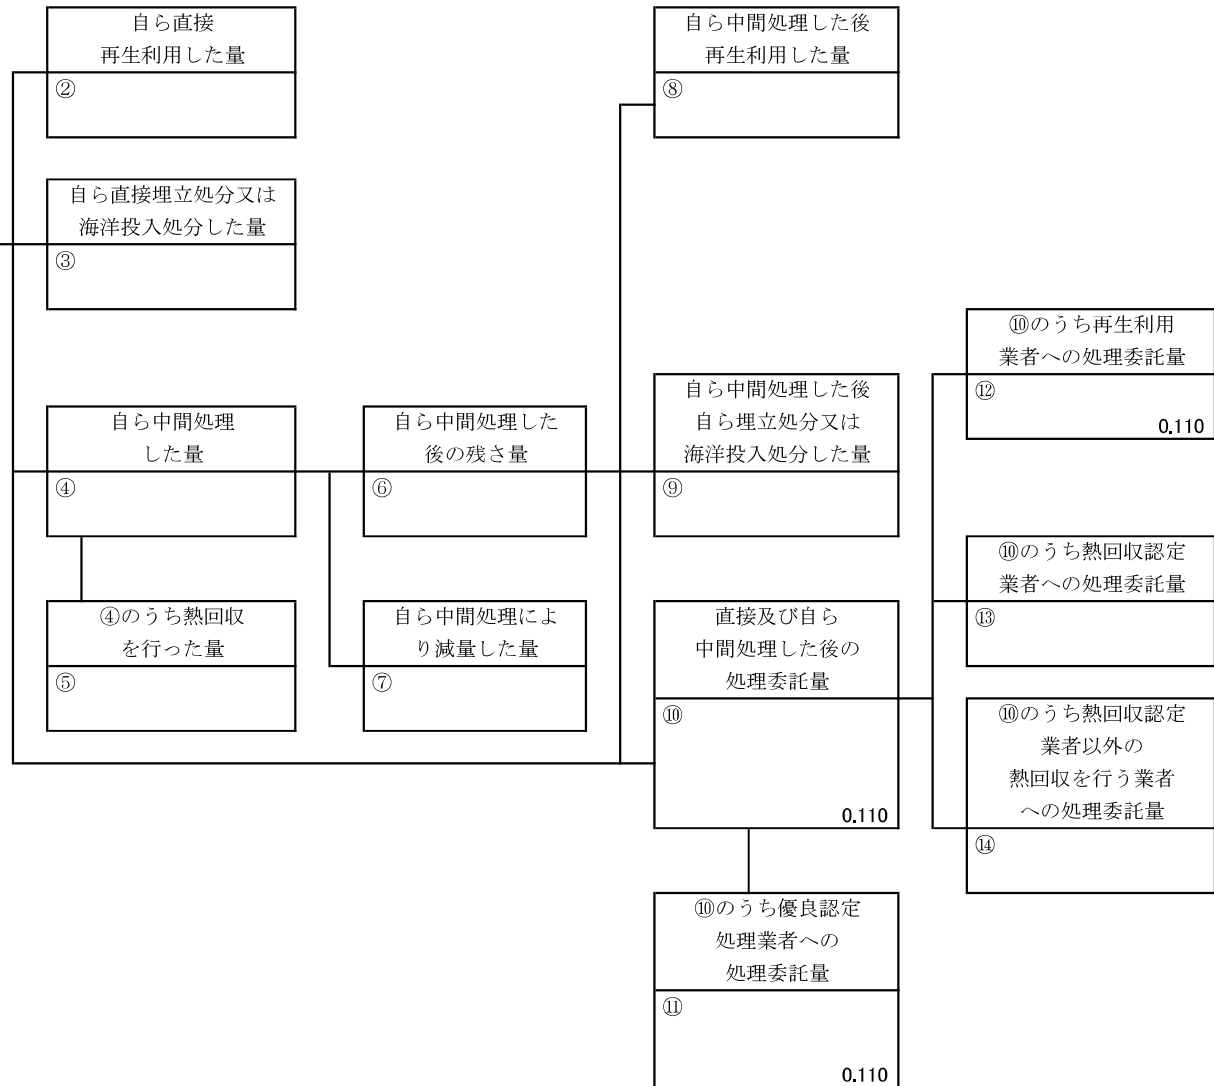 自ら直接
再生利用した量
②
自ら中間処理した後
再生利用した量
⑧
自ら直接埋立処分又は
海洋投入処分した量
③
⑩のうち再生利用
業者への処理委託量
⑫
0.110
自ら中間処理
した量
④
自ら中間処理した
後の残さ量
⑥
自ら中間処理した後
自ら埋立処分又は
海洋投入処分した量
⑨
⑩のうち熱回収認定
業者への処理委託量
⑬
④のうち熱回収
を行った量
⑤
自ら中間処理によ
り減量した量
⑦
直接及び自ら
中間処理した後の
処理委託量
⑩
0.110
⑩のうち熱回収認定
業者以外の
熱回収を行う業者
への処理委託量
⑭
⑩のうち優良認定
処理業者への
処理委託量
⑪
0.110